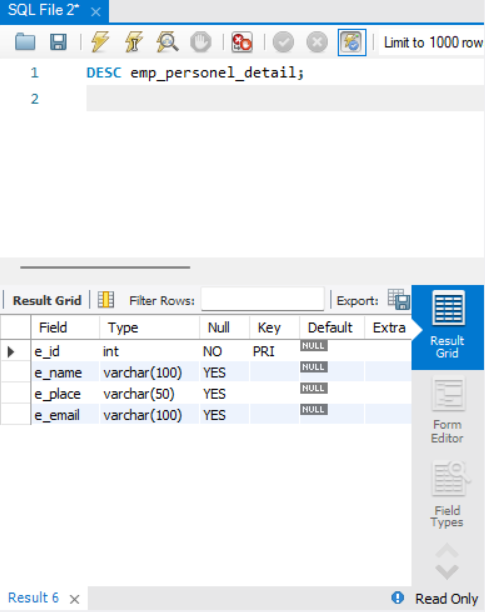 SQL File 2*
Limit to 1000 row
1 DESC emp_personel_detail;
2
Result Grid Filter Rows: Export:
Field Type Null Key Default Extra
e_id int NO PRI NULL
e_name varchar(100) YES NULL
e_place varchar(50) YES NULL
e_email varchar(100) YES NULL
Result
Grid
Form
Editor
Field
Types
Result 6 Read Only